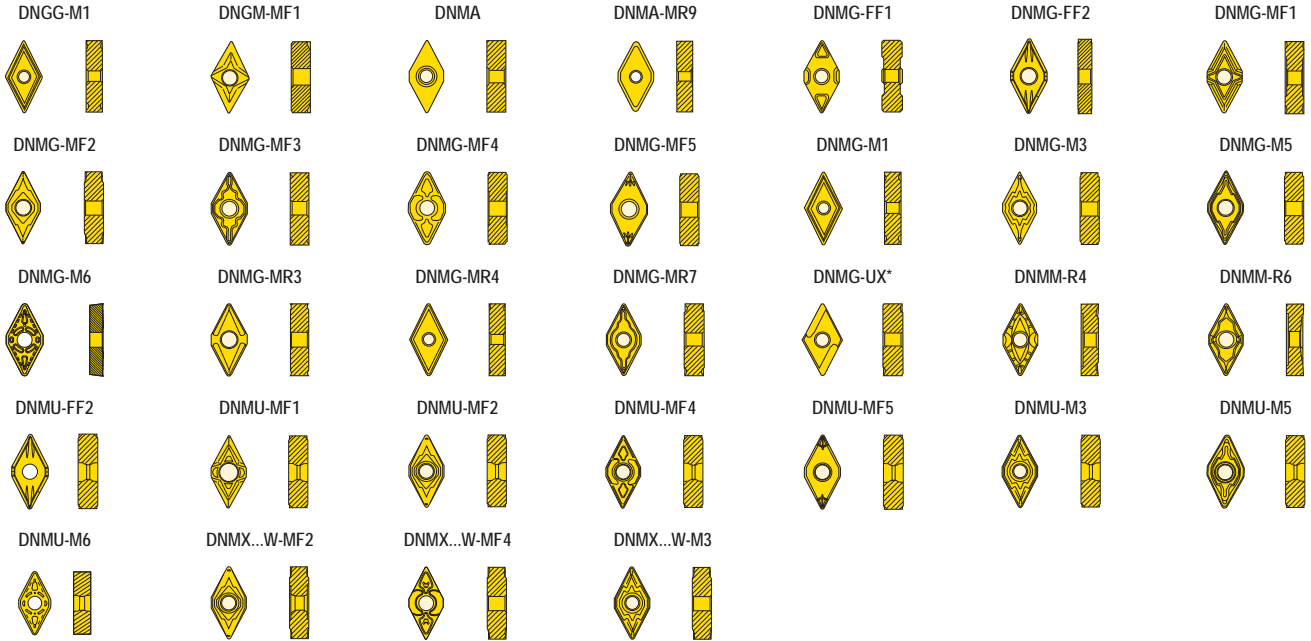 DNGG-M1 DNGM-MF1 DNMA DNMA-MR9 DNMG-FF1 DNMG-FF2 DNMG-MF1
DNMG-MF2 DNMG-MF3 DNMG-MF4 DNMG-MF5 DNMG-M1 DNMG-M3 DNMG-M5
DNMG-M6 DNMG-MR3 DNMG-MR4 DNMG-MR7 DNMG-UX* DNMM-R4 DNMM-R6
DNMU-FF2 DNMU-MF1 DNMU-MF2 DNMU-MF4 DNMU-MF5 DNMU-M3 DNMU-M5
DNMU-M6 DNMX...W-MF2 DNMX...W-MF4 DNMX...W-M3